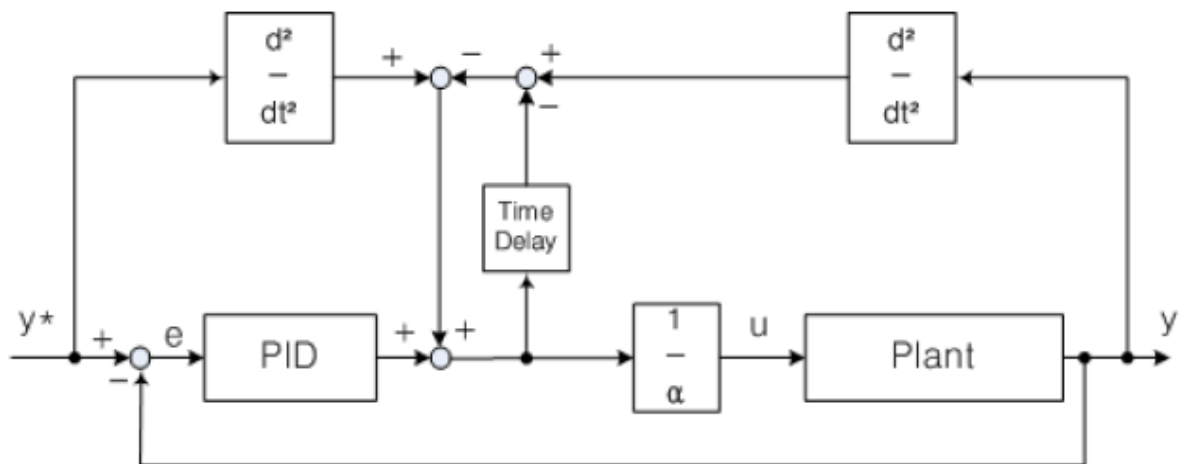 d²
–
dt²
+
–
+
d²
–
dt²
–
Time
Delay
y*
+
e
–
PID
+
+
1
–
α
u
Plant
y